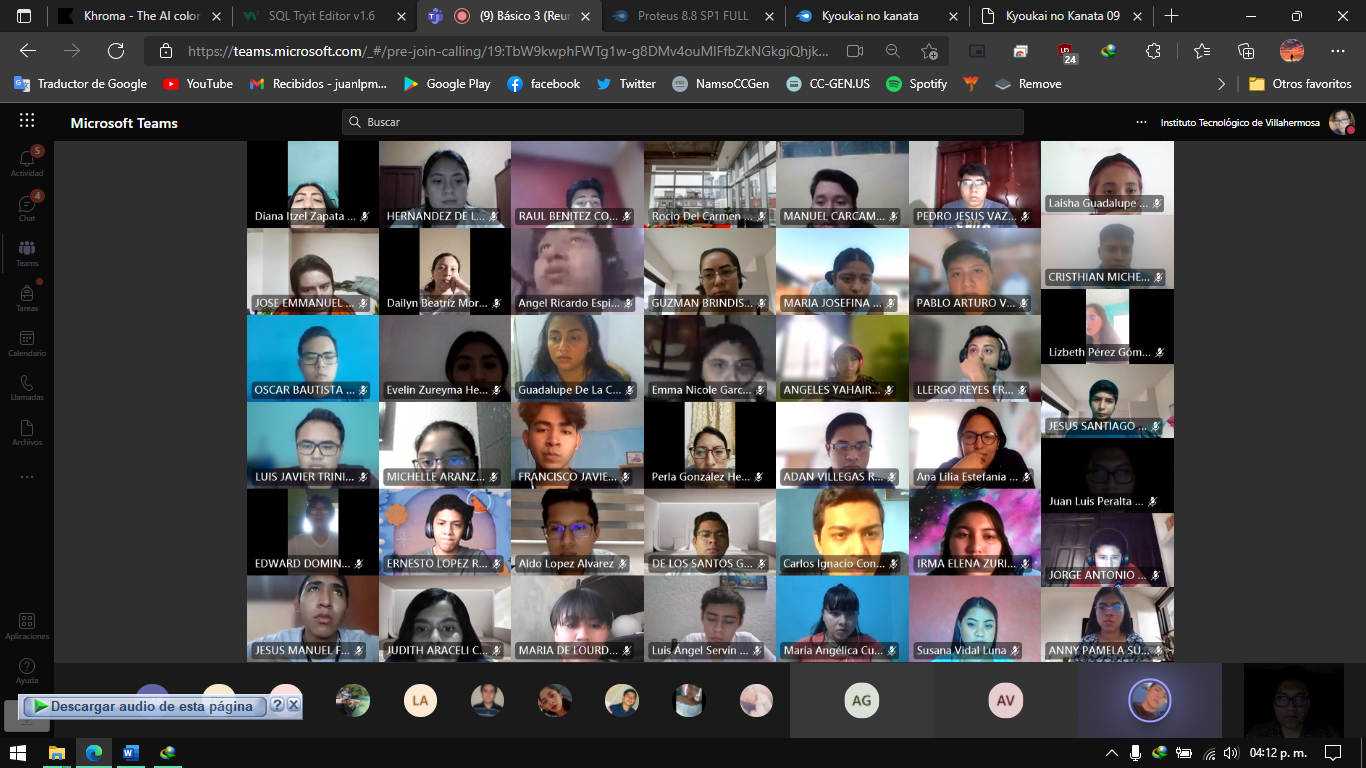 Khroma - The AI color
SQL Tryit Editor v1.6
(9) Básico 3 (Reur
Proteus 8.8 SP1 FULL
Kyoukai no kanata
Kyoukai no Kanata 09
https://teams.microsoft.com/_#/pre-join-calling/19:TbW9kwphFWTg1w-g8DMv4ouMlFfbZkNGkgiQhjk...
24
Traductor de Google
YouTube
Recibidos - juanlpm...
Google Play
facebook
Twitter
NamsoCCGen
CC-GEN.US
Spotify
Remove
Otros favoritos
Microsoft Teams
Buscar
Instituto Tecnológico de Villahermosa
5
Actividad
4
Chat
Teams
Tareas
Calendario
Llamadas
Archivos
Aplicaciones
Ayuda
Diana Itzel Zapata ...
HERNANDEZ DE L...
RAUL BENITEZ CO...
Rocio Del Carmen ...
MANUEL CARCAM...
PEDRO JESUS VAZ...
Laisha Guadalupe ...
JOSE EMMANUEL ...
Dailyn Beatriz Mor...
Angel Ricardo Espi...
GUZMAN BRINDIS...
MARIA JOSEFINA ...
PABLO ARTURO V...
CRISTHIAN MICHE...
OSCAR BAUTISTA ...
Evelin Zureyma He...
Guadalupe De La C...
Emma Nicole Garc...
ANGELES YAHAIR...
LLERGO REYES FR...
Lizbeth Pérez Góm...
LUIS JAVIER TRINI...
MICHELLE ARANZ...
FRANCISCO JAVIE...
Perla González He...
ADAN VILLEGAS R...
Ana Lilia Estefanía ...
JESUS SANTIAGO ...
EDWARD DOMIN...
ERNESTO LOPEZ R...
Aldo Lopez Alvarez
DE LOS SANTOS G...
Carlos Ignacio Con...
IRMA ELENA ZURI...
Juan Luis Peralta ...
JORGE ANTONIO ...
JESUS MANUEL F...
JUDITH ARACELI C...
MARIA DE LOURD...
Luis Ángel Servin ...
Maria Angélica Cu...
Susana Vidal Luna
ANNY PAMELA SU...
LA
AG
AV
Descargar audio de esta página
?
04:12 p. m.